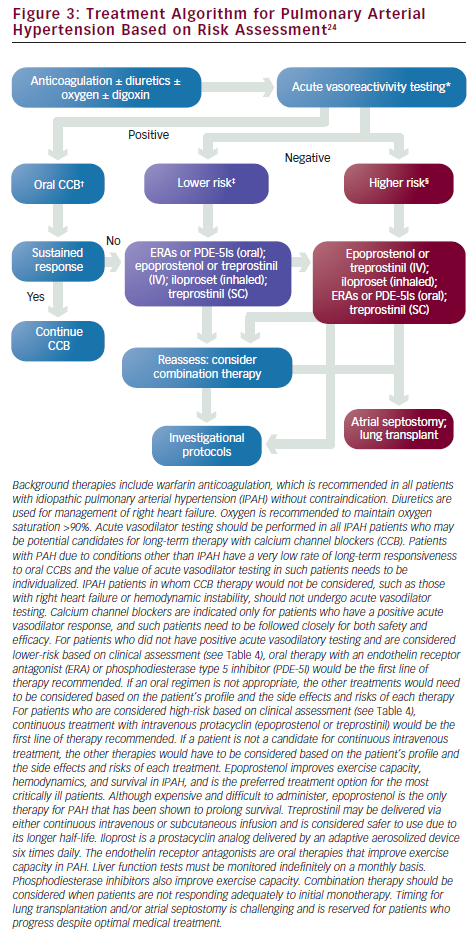 Figure 3: Treatment Algorithm for Pulmonary Arterial
Hypertension Based on Risk Assessment²⁴
Anticoagulation ± diuretics ±
oxygen ± digoxin
Acute vasoreactivivity testing*
Positive
Negative
Oral CCB†
Lower risk‡
Higher risk§
Sustained
response
No
ERAs or PDE-5Is (oral);
epoprostenol or treprostinil
(IV); iloproset (inhaled);
treprostinil (SC)
Epoprostenol or
treprostinil (IV);
iloproset (inhaled);
ERAs or PDE-5Is (oral);
treprostinil (SC)
Yes
Continue
CCB
Reassess: consider
combination therapy
Investigational
protocols
Atrial septostomy;
lung transplant
Background therapies include warfarin anticoagulation, which is recommended in all patients
with idiopathic pulmonary arterial hypertension (IPAH) without contraindication. Diuretics are
used for management of right heart failure. Oxygen is recommended to maintain oxygen
saturation >90%. Acute vasodilator testing should be performed in all IPAH patients who may
be potential candidates for long-term therapy with calcium channel blockers (CCB). Patients
with PAH due to conditions other than IPAH have a very low rate of long-term responsiveness
to oral CCBs and the value of acute vasodilator testing in such patients needs to be
individualized. IPAH patients in whom CCB therapy would not be considered, such as those
with right heart failure or hemodynamic instability, should not undergo acute vasodilator
testing. Calcium channel blockers are indicated only for patients who have a positive acute
vasodilator response, and such patients need to be followed closely for both safety and
efficacy. For patients who did not have positive acute vasodilatory testing and are considered
lower-risk based on clinical assessment (see Table 4), oral therapy with an endothelin receptor
antagonist (ERA) or phosphodiesterase type 5 inhibitor (PDE-5I) would be the first line of
therapy recommended. If an oral regimen is not appropriate, the other treatments would need
to be considered based on the patient's profile and the side effects and risks of each therapy
For patients who are considered high-risk based on clinical assessment (see Table 4),
continuous treatment with intravenous protacyclin (epoprostenol or treprostinil) would be the
first line of therapy recommended. If a patient is not a candidate for continuous intravenous
treatment, the other therapies would have to be considered based on the patient's profile and
the side effects and risks of each treatment. Epoprostenol improves exercise capacity,
hemodynamics, and survival in IPAH, and is the preferred treatment option for the most
critically ill patients. Although expensive and difficult to administer, epoprostenol is the only
therapy for PAH that has been shown to prolong survival. Treprostinil may be delivered via
either continuous intravenous or subcutaneous infusion and is considered safer to use due to
its longer half-life. Iloprost is a prostacyclin analog delivered by an adaptive aerosolized device
six times daily. The endothelin receptor antagonists are oral therapies that improve exercise
capacity in PAH. Liver function tests must be monitored indefinitely on a monthly basis.
Phosphodiesterase inhibitors also improve exercise capacity. Combination therapy should be
considered when patients are not responding adequately to initial monotherapy. Timing for
lung transplantation and/or atrial septostomy is challenging and is reserved for patients who
progress despite optimal medical treatment.